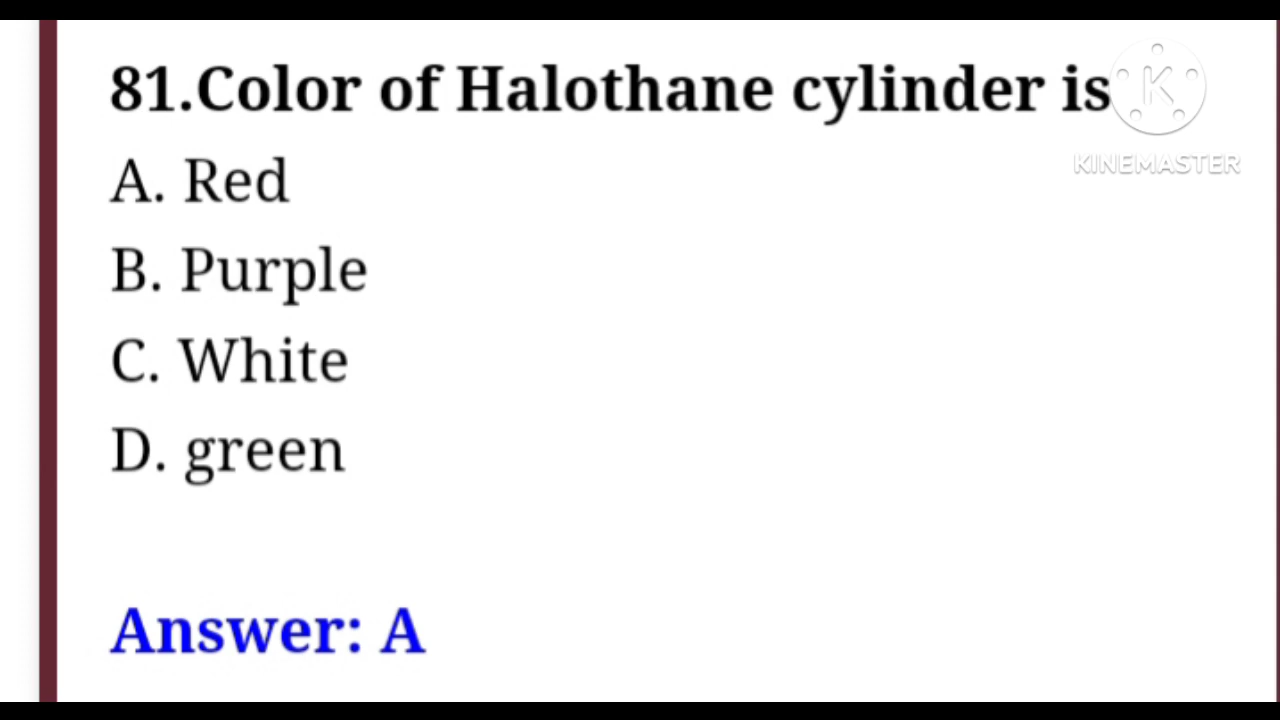 81.Color of Halothane cylinder is
K
KINEMASTER
A. Red
B. Purple
C. White
D. green
Answer: A